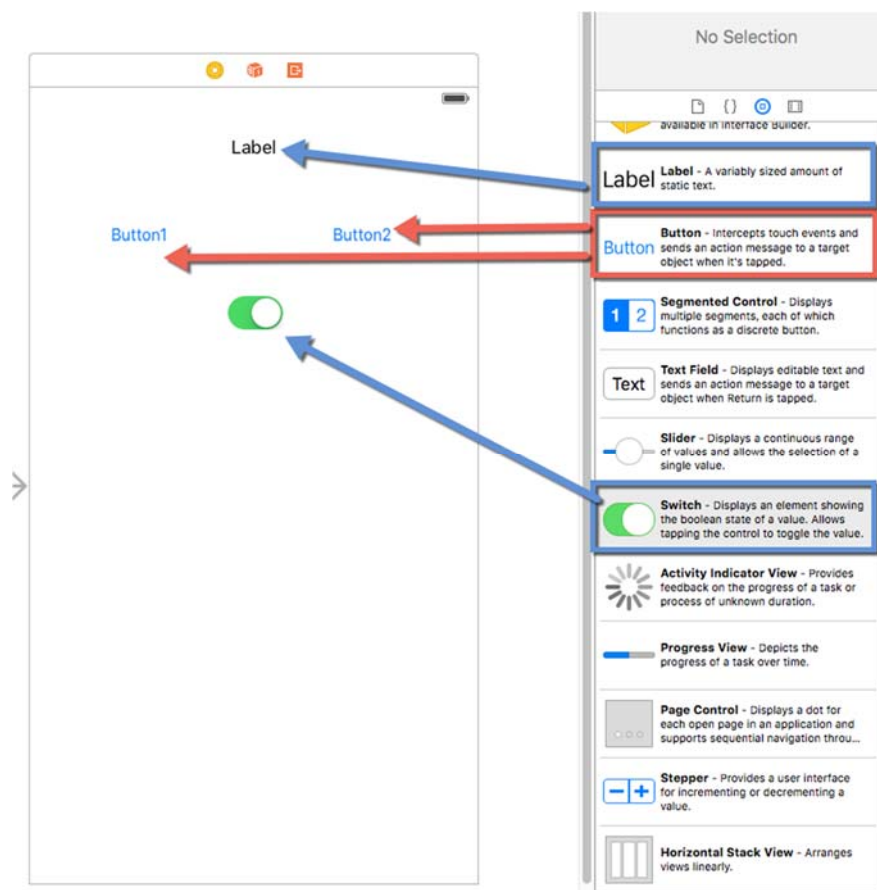 No Selection
available in Interface Builder.
Label
Label
Label - A variably sized amount of
static text.
Button1
Button2
Button
Button - Intercepts touch events and
sends an action message to a target
object when it's tapped.
1 2
Segmented Control - Displays
multiple segments, each of which
functions as a discrete button.
Text
Text Field - Displays editable text and
sends an action message to a target
object when Return is tapped.
Slider - Displays a continuous range
of values and allows the selection of a
single value.
Switch - Displays an element showing
the boolean state of a value. Allows
tapping the control to toggle the value.
Activity Indicator View - Provides
feedback on the progress of a task or
process of unknown duration.
Progress View - Depicts the
progress of a task over time.
Page Control - Displays a dot for
each open page in an application and
supports sequential navigation throu...
Stepper - Provides a user interface
for incrementing or decrementing a
value.
Horizontal Stack View - Arranges
views linearly.